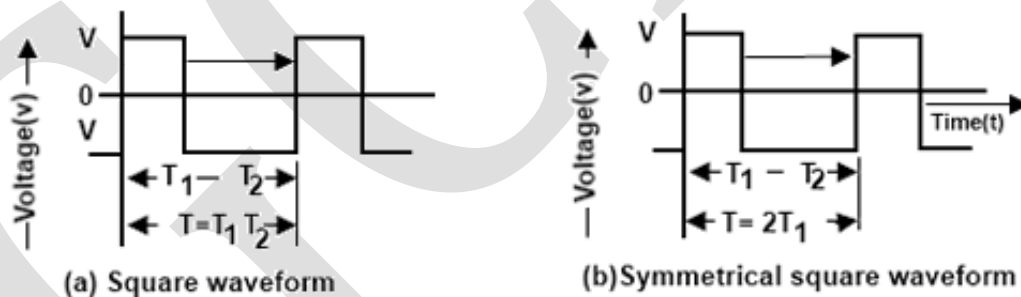 V
0
V
Voltage(v)
T1 – T2
T=T1 T2
(a) Square waveform
V
0
Voltage(v)
Time(t)
T1 – T2
T= 2T1
(b)Symmetrical square waveform